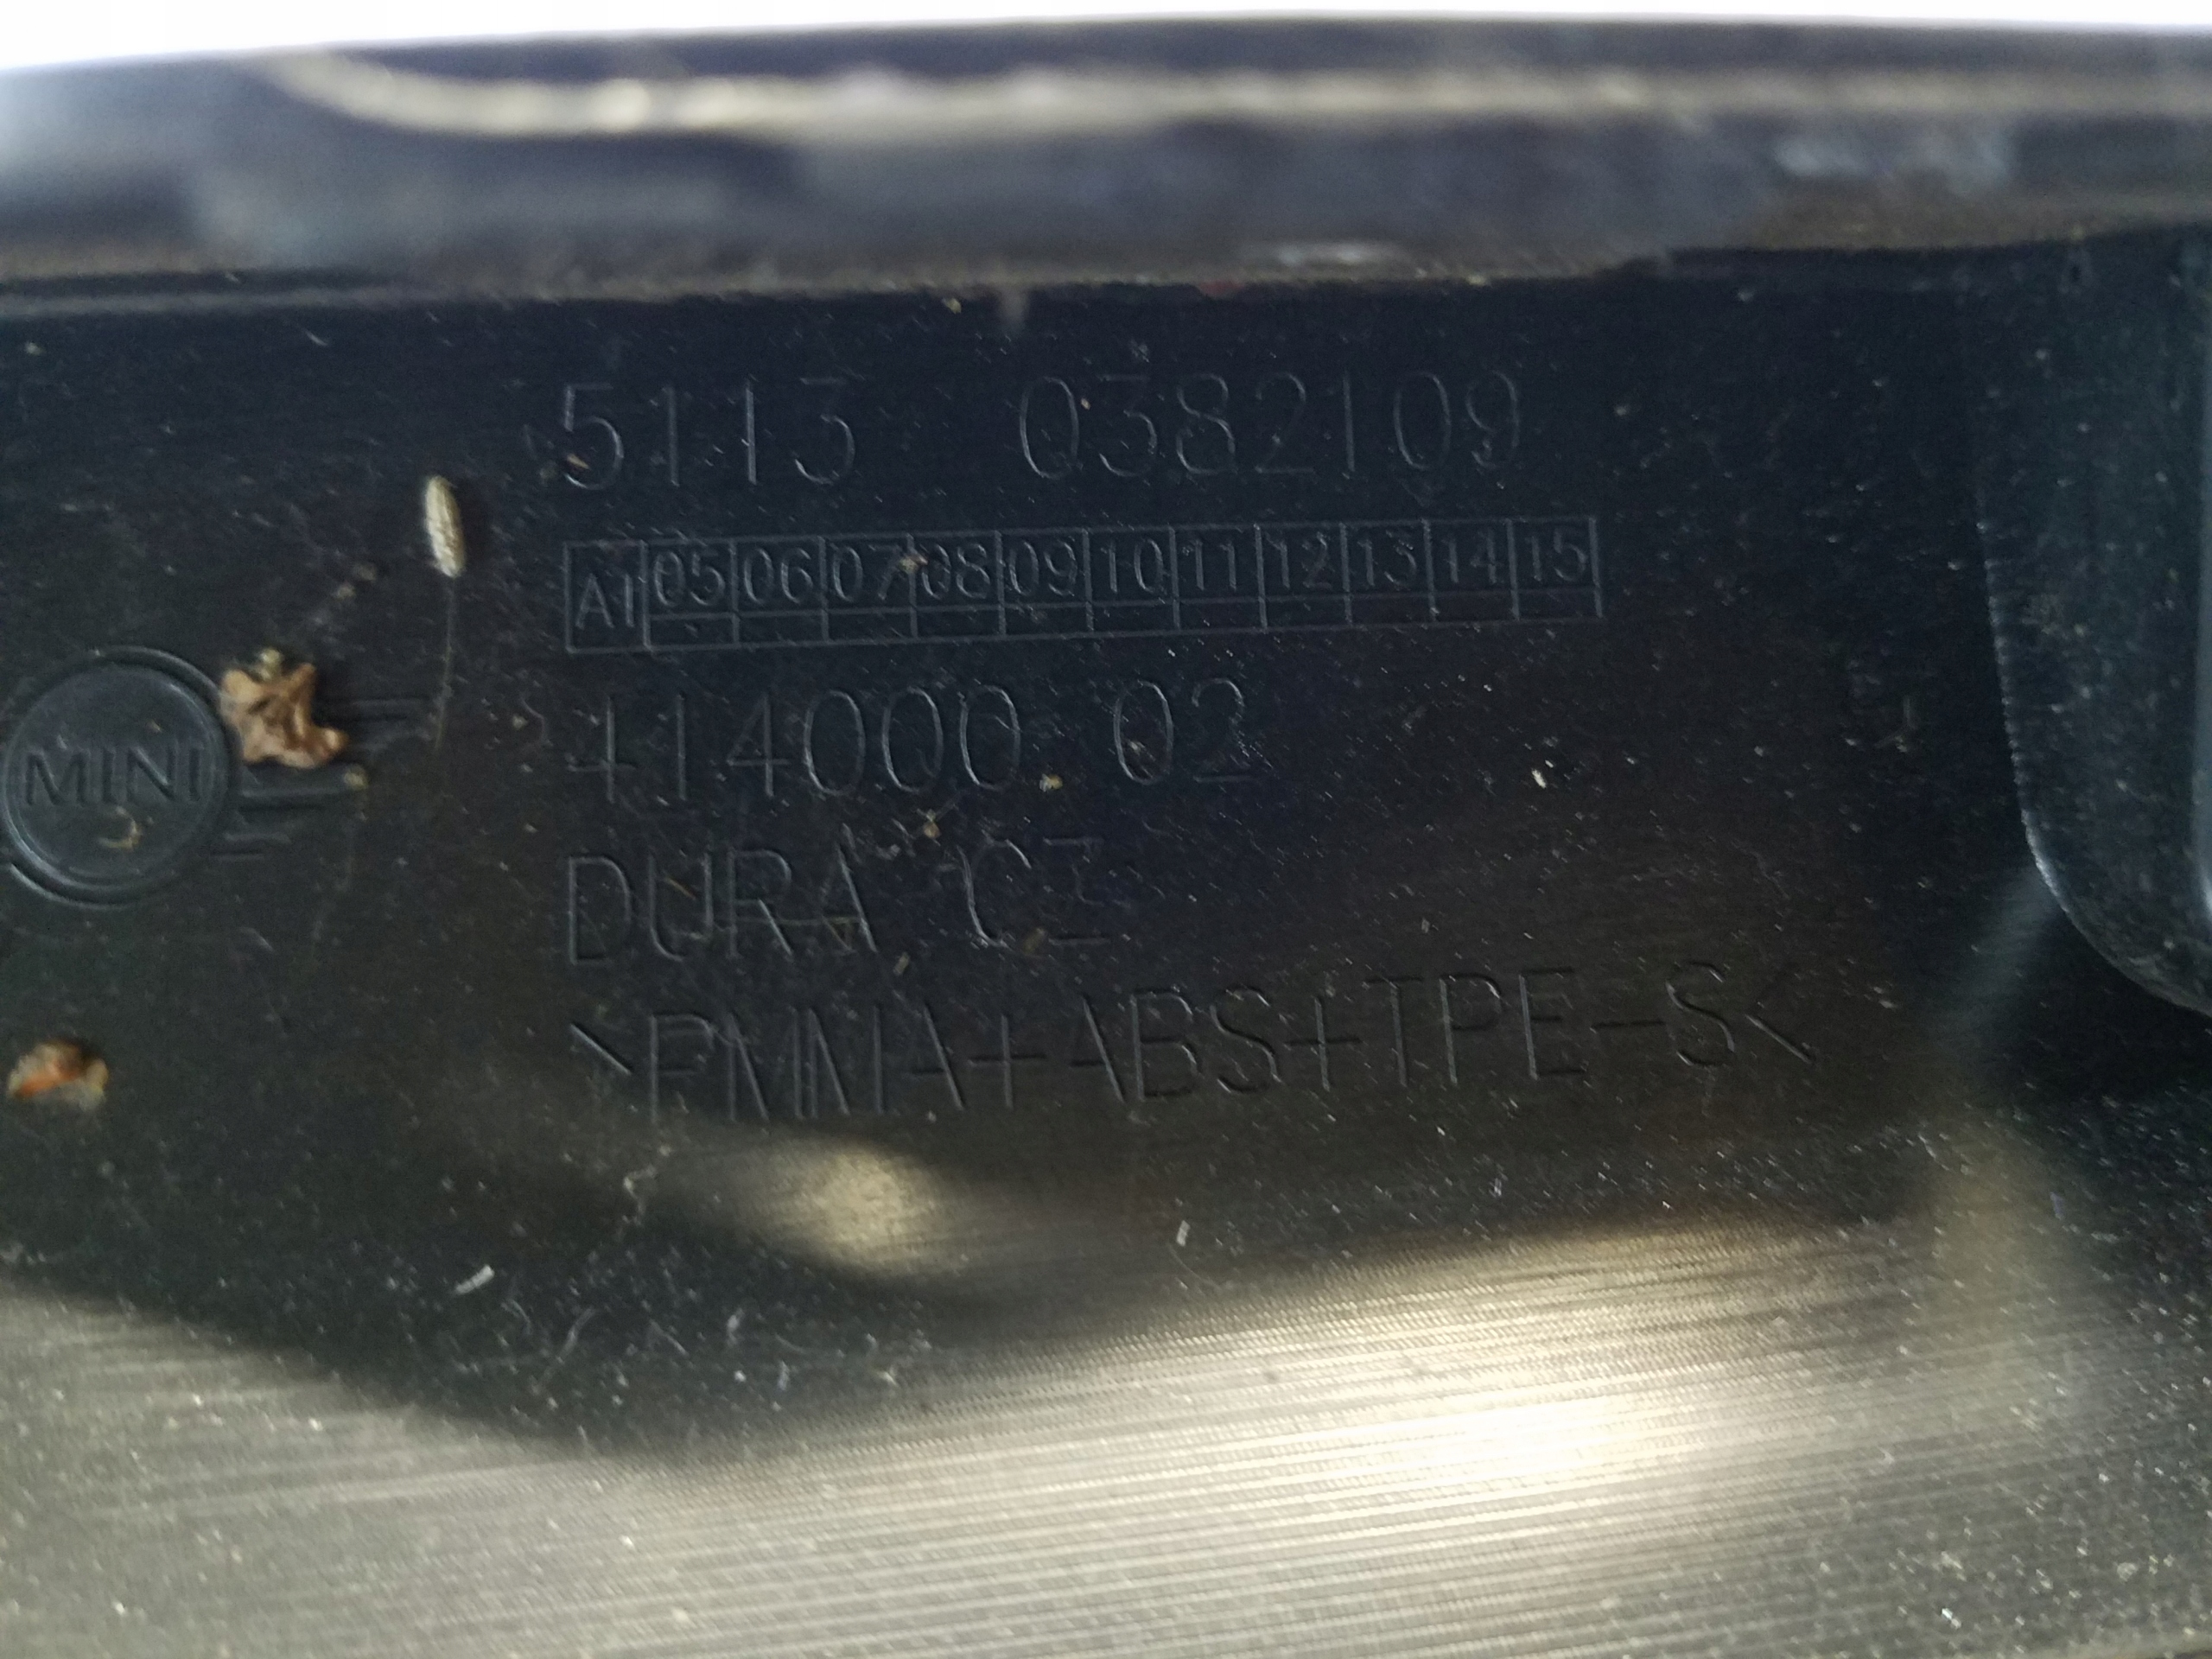 5113 0382109
A1 05 06 07 08 09 10 11 12 13 14 15
MINI
414000 02
DURA CZ
>PMMA+ABS+TPE-S<